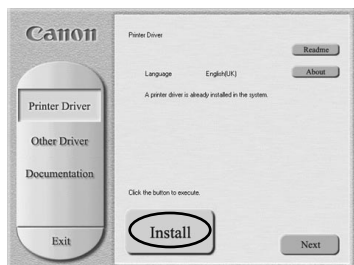 Canon
Printer Driver
Readme
Language English(UK)
About
A printer driver is already installed in the system.
Printer Driver
Other Driver
Documentation
Click the button to execute.
Install
Exit
Next